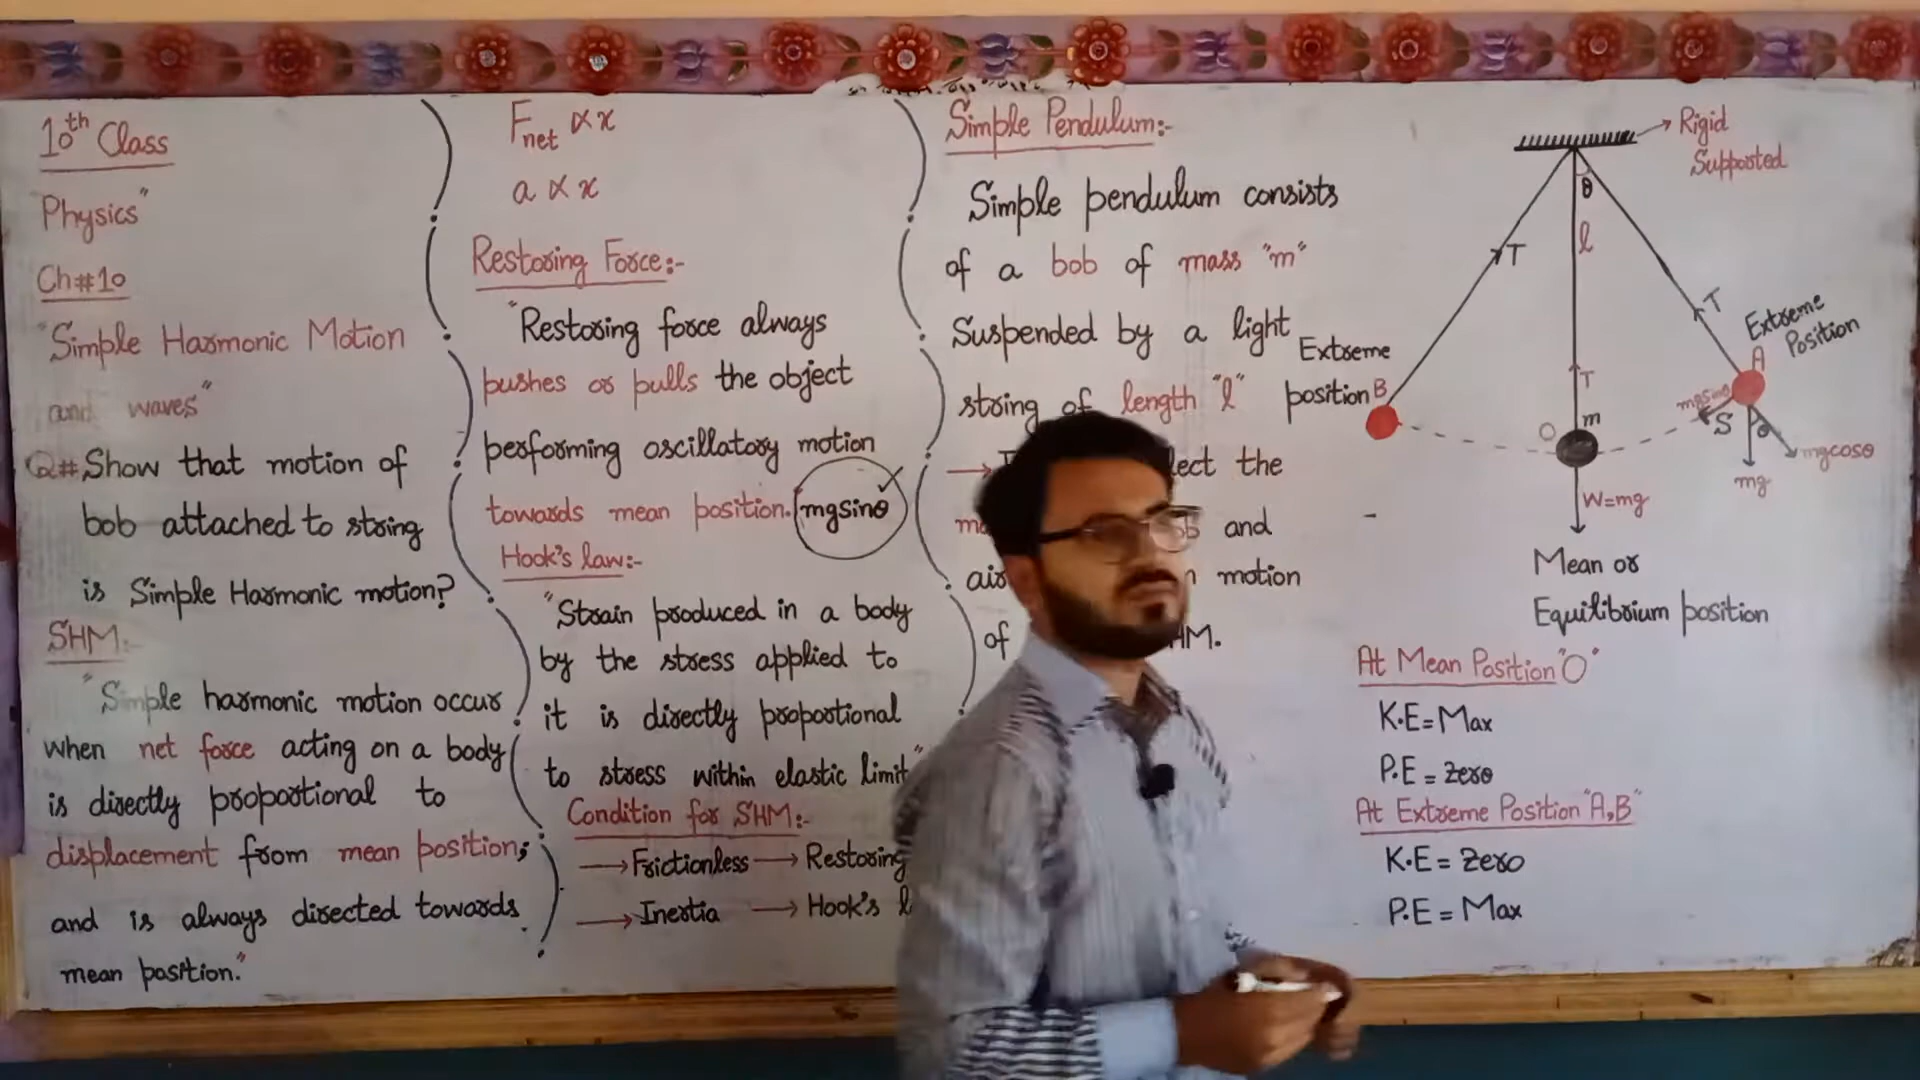 10th Class
Physics"
Ch#10
"Simple Harmonic Motion
and waves"
Q#Show that motion of
bob attached to string
is Simple Harmonic motion?
SHM:-
"Simple harmonic motion occur
when net force acting on a body
is directly proportional to
displacement from mean position;
and is always directed towards
mean position."
Fnet ∝ x
a ∝ x
Restoring Force:-
"Restoring force always
pushes or pulls the object
performing oscillatory motion
towards mean position. mgsinθ
Hook's law:-
"Strain produced in a body
by the stress applied to
it is directly proportional
to stress within elastic limit"
Condition for SHM:-
→Frictionless → Restoring
→Inertia → Hook's
Simple Pendulum:-
Simple pendulum consists
of a bob of mass "m"
Suspended by a light
string of length "l"
→ the
and
motion
of
Rigid
Supported
θ
l
T
T
T
Extreme
position B
Extreme
Position
A
O
m
mgsinθ
S
θ
mgcosθ
mg
W=mg
Mean or
Equilibrium position
At Mean Position "O"
K.E=Max
P.E = Zero
At Extreme Position "A,B"
K.E = Zero
P.E = Max